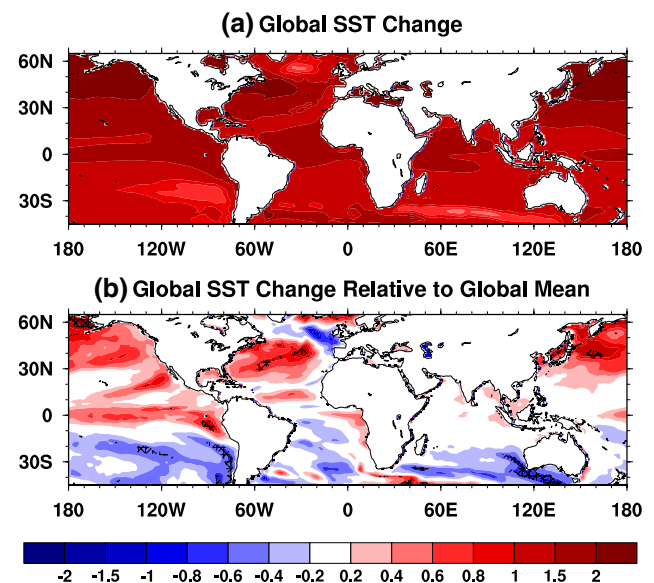 (a) Global SST Change
60N
30N
0
30S
180 120W 60W 0 60E 120E 180
(b) Global SST Change Relative to Global Mean
60N
30N
0
30S
180 120W 60W 0 60E 120E 180
-2 -1.5 -1 -0.8 -0.6 -0.4 -0.2 0.2 0.4 0.6 0.8 1 1.5 2